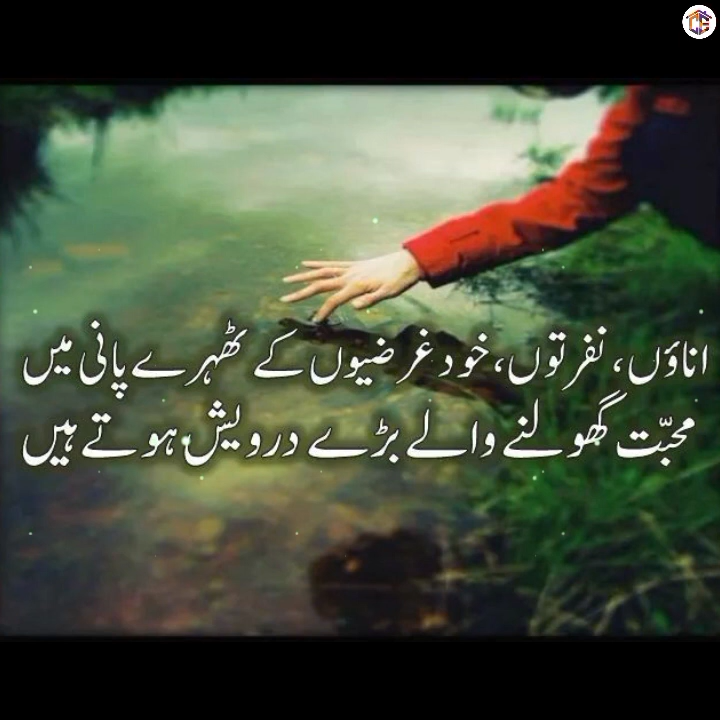 اناؤں، نفرتوں، خود غرضیوں کے ٹھہرے پانی میں
محبّت گھولنے والے بڑے درویش ہوتے ہیں